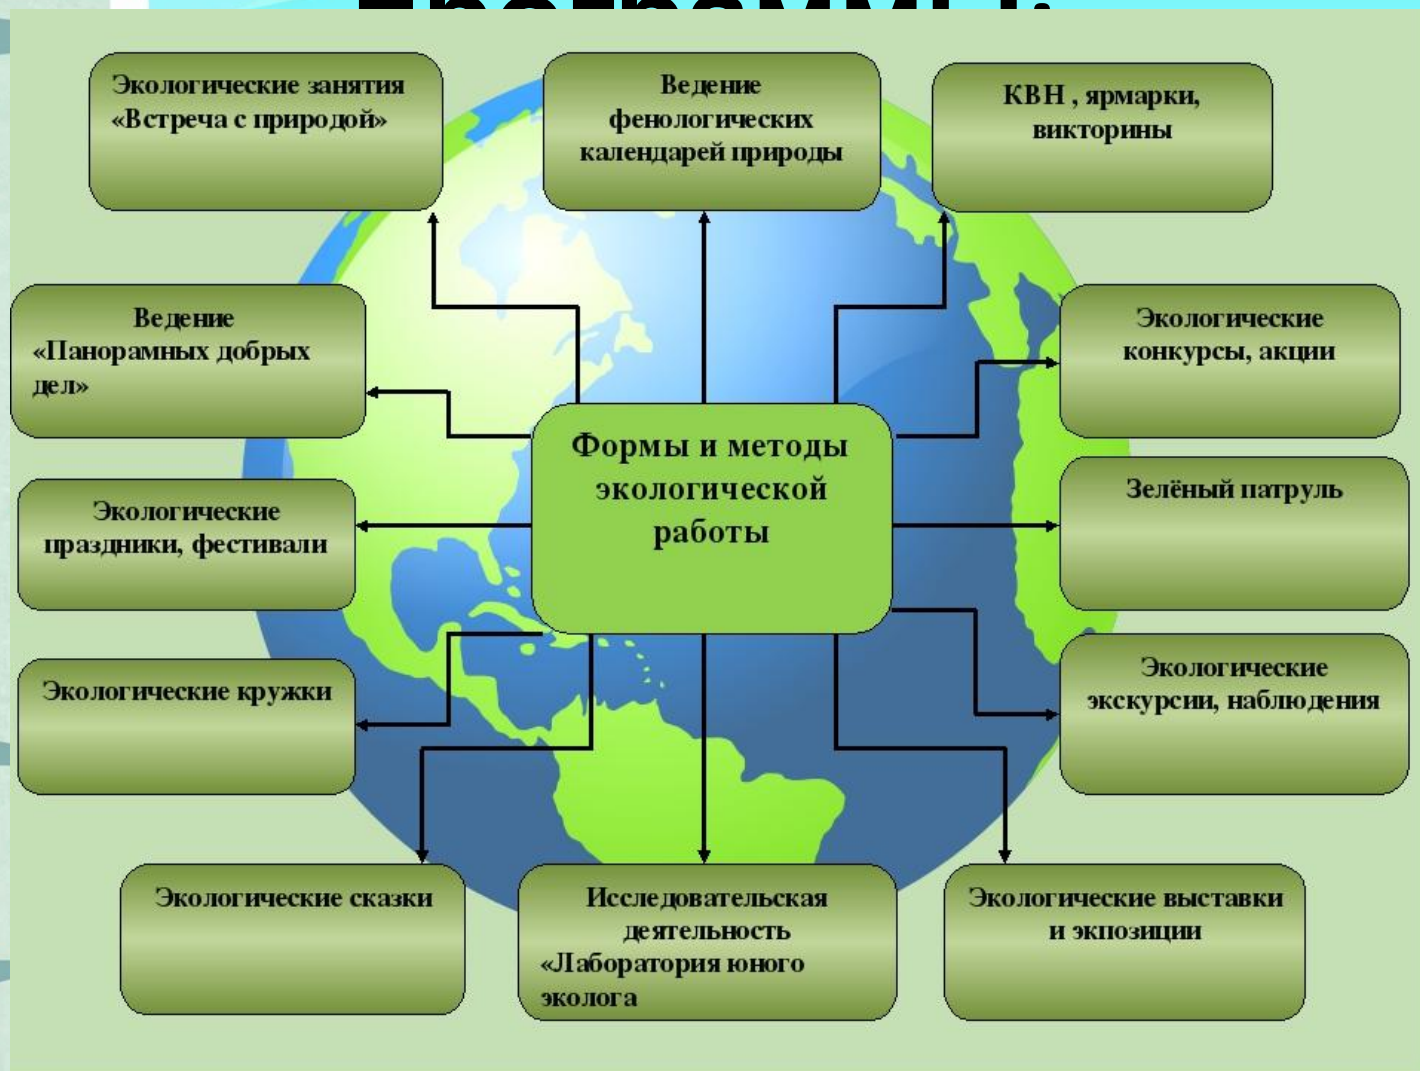 программы:
Экологические занятия
«Встреча с природой»
Ведение
фенологических
календарей природы
КВН , ярмарки,
викторины
Ведение
«Панорамных добрых
дел»
Экологические
конкурсы, акции
Формы и методы
экологической
работы
Экологические
праздники, фестивали
Зелёный патруль
Экологические кружки
Экологические
экскурсии, наблюдения
Экологические сказки
Исследовательская
деятельность
«Лаборатория юного
эколога
Экологические выставки
и экпозиции